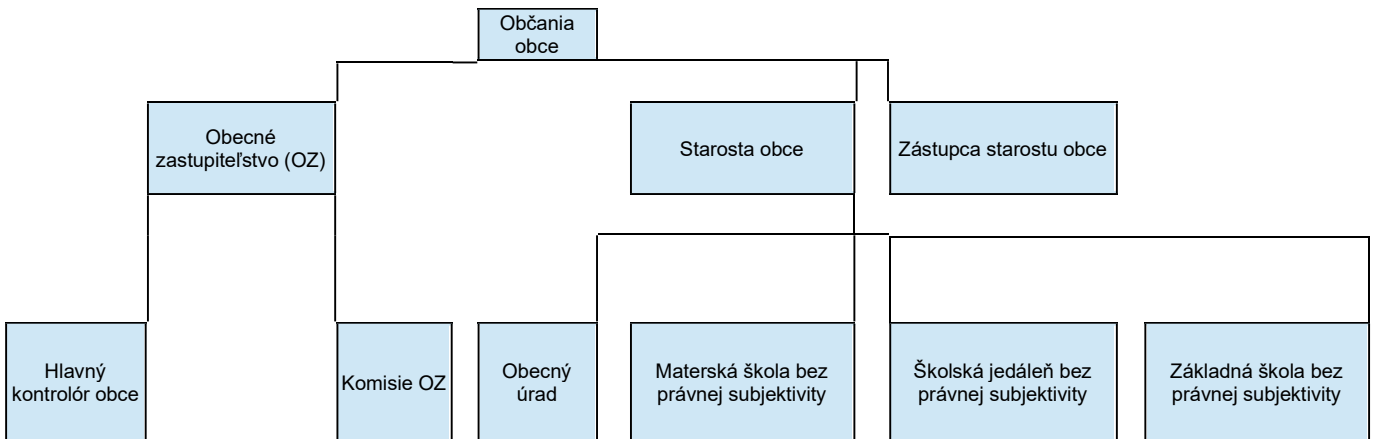 Občania
obce
Obecné
zastupiteľstvo (OZ)
Starosta obce
Zástupca starostu obce
Hlavný
kontrolór obce
Komisie OZ
Obecný
úrad
Materská škola bez
právnej subjektivity
Školská jedáleň bez
právnej subjektivity
Základná škola bez
právnej subjektivity